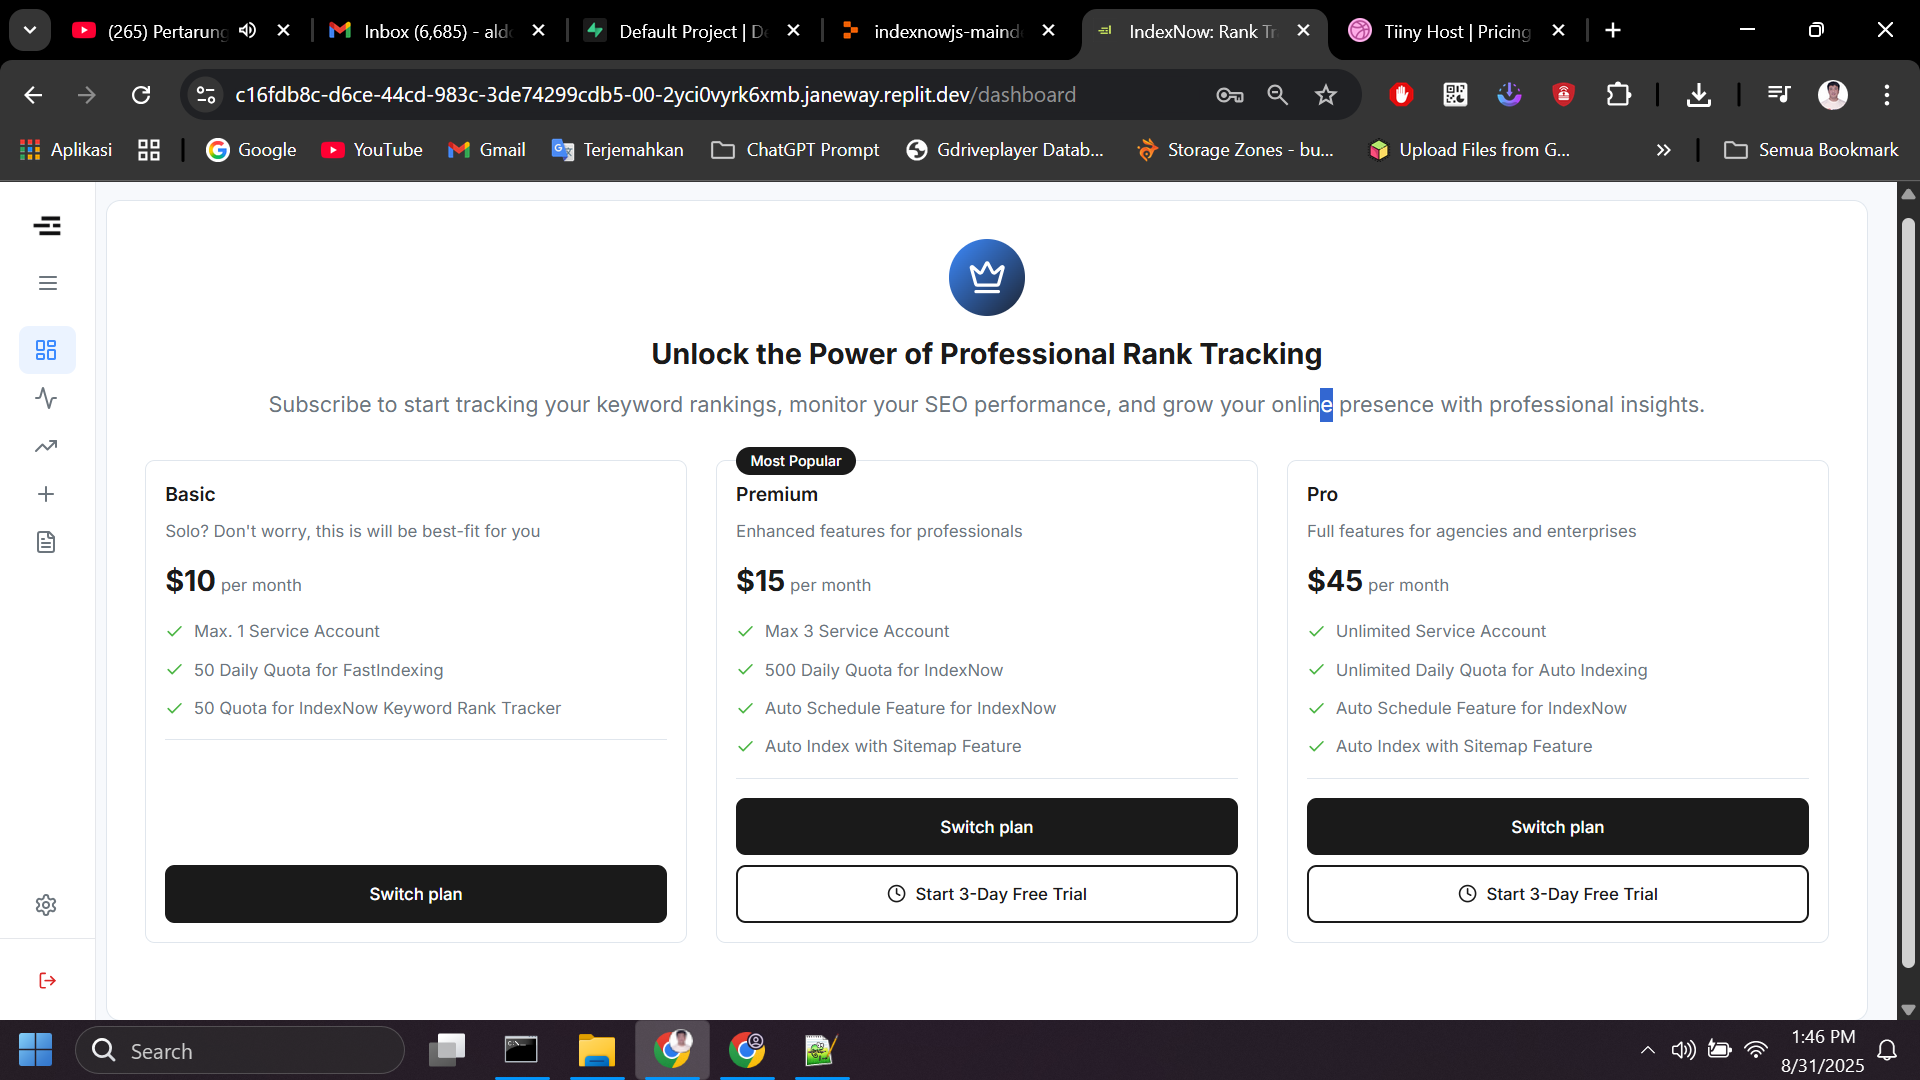 (265) Pertarung
Inbox (6,685) - aldo
Default Project | De
indexnowjs-maind
IndexNow: Rank Tr
Tiiny Host | Pricing
c16fdb8c-d6ce-44cd-983c-3de74299cdb5-00-2yci0vyrk6xmb.janeway.replit.dev/dashboard
Aplikasi
Google
YouTube
Gmail
Terjemahkan
ChatGPT Prompt
Gdriveplayer Datab...
Storage Zones - bu...
Upload Files from G...
Semua Bookmark
Unlock the Power of Professional Rank Tracking
Subscribe to start tracking your keyword rankings, monitor your SEO performance, and grow your online presence with professional insights.
Basic
Solo? Don't worry, this is will be best-fit for you
$10 per month
Max. 1 Service Account
50 Daily Quota for FastIndexing
50 Quota for IndexNow Keyword Rank Tracker
Switch plan
Most Popular
Premium
Enhanced features for professionals
$15 per month
Max 3 Service Account
500 Daily Quota for IndexNow
Auto Schedule Feature for IndexNow
Auto Index with Sitemap Feature
Switch plan
Start 3-Day Free Trial
Pro
Full features for agencies and enterprises
$45 per month
Unlimited Service Account
Unlimited Daily Quota for Auto Indexing
Auto Schedule Feature for IndexNow
Auto Index with Sitemap Feature
Switch plan
Start 3-Day Free Trial
Search
1:46 PM
8/31/2025